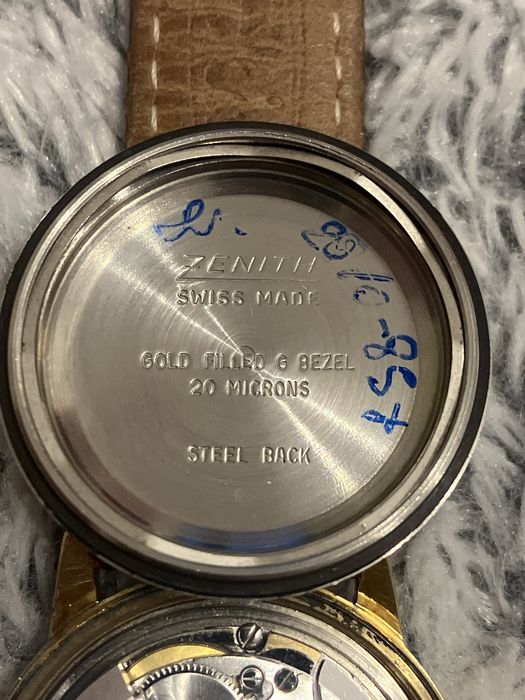 ZENITH
SWISS MADE
GOLD FILLED G BEZEL
20 MICRONS
STEEL BACK